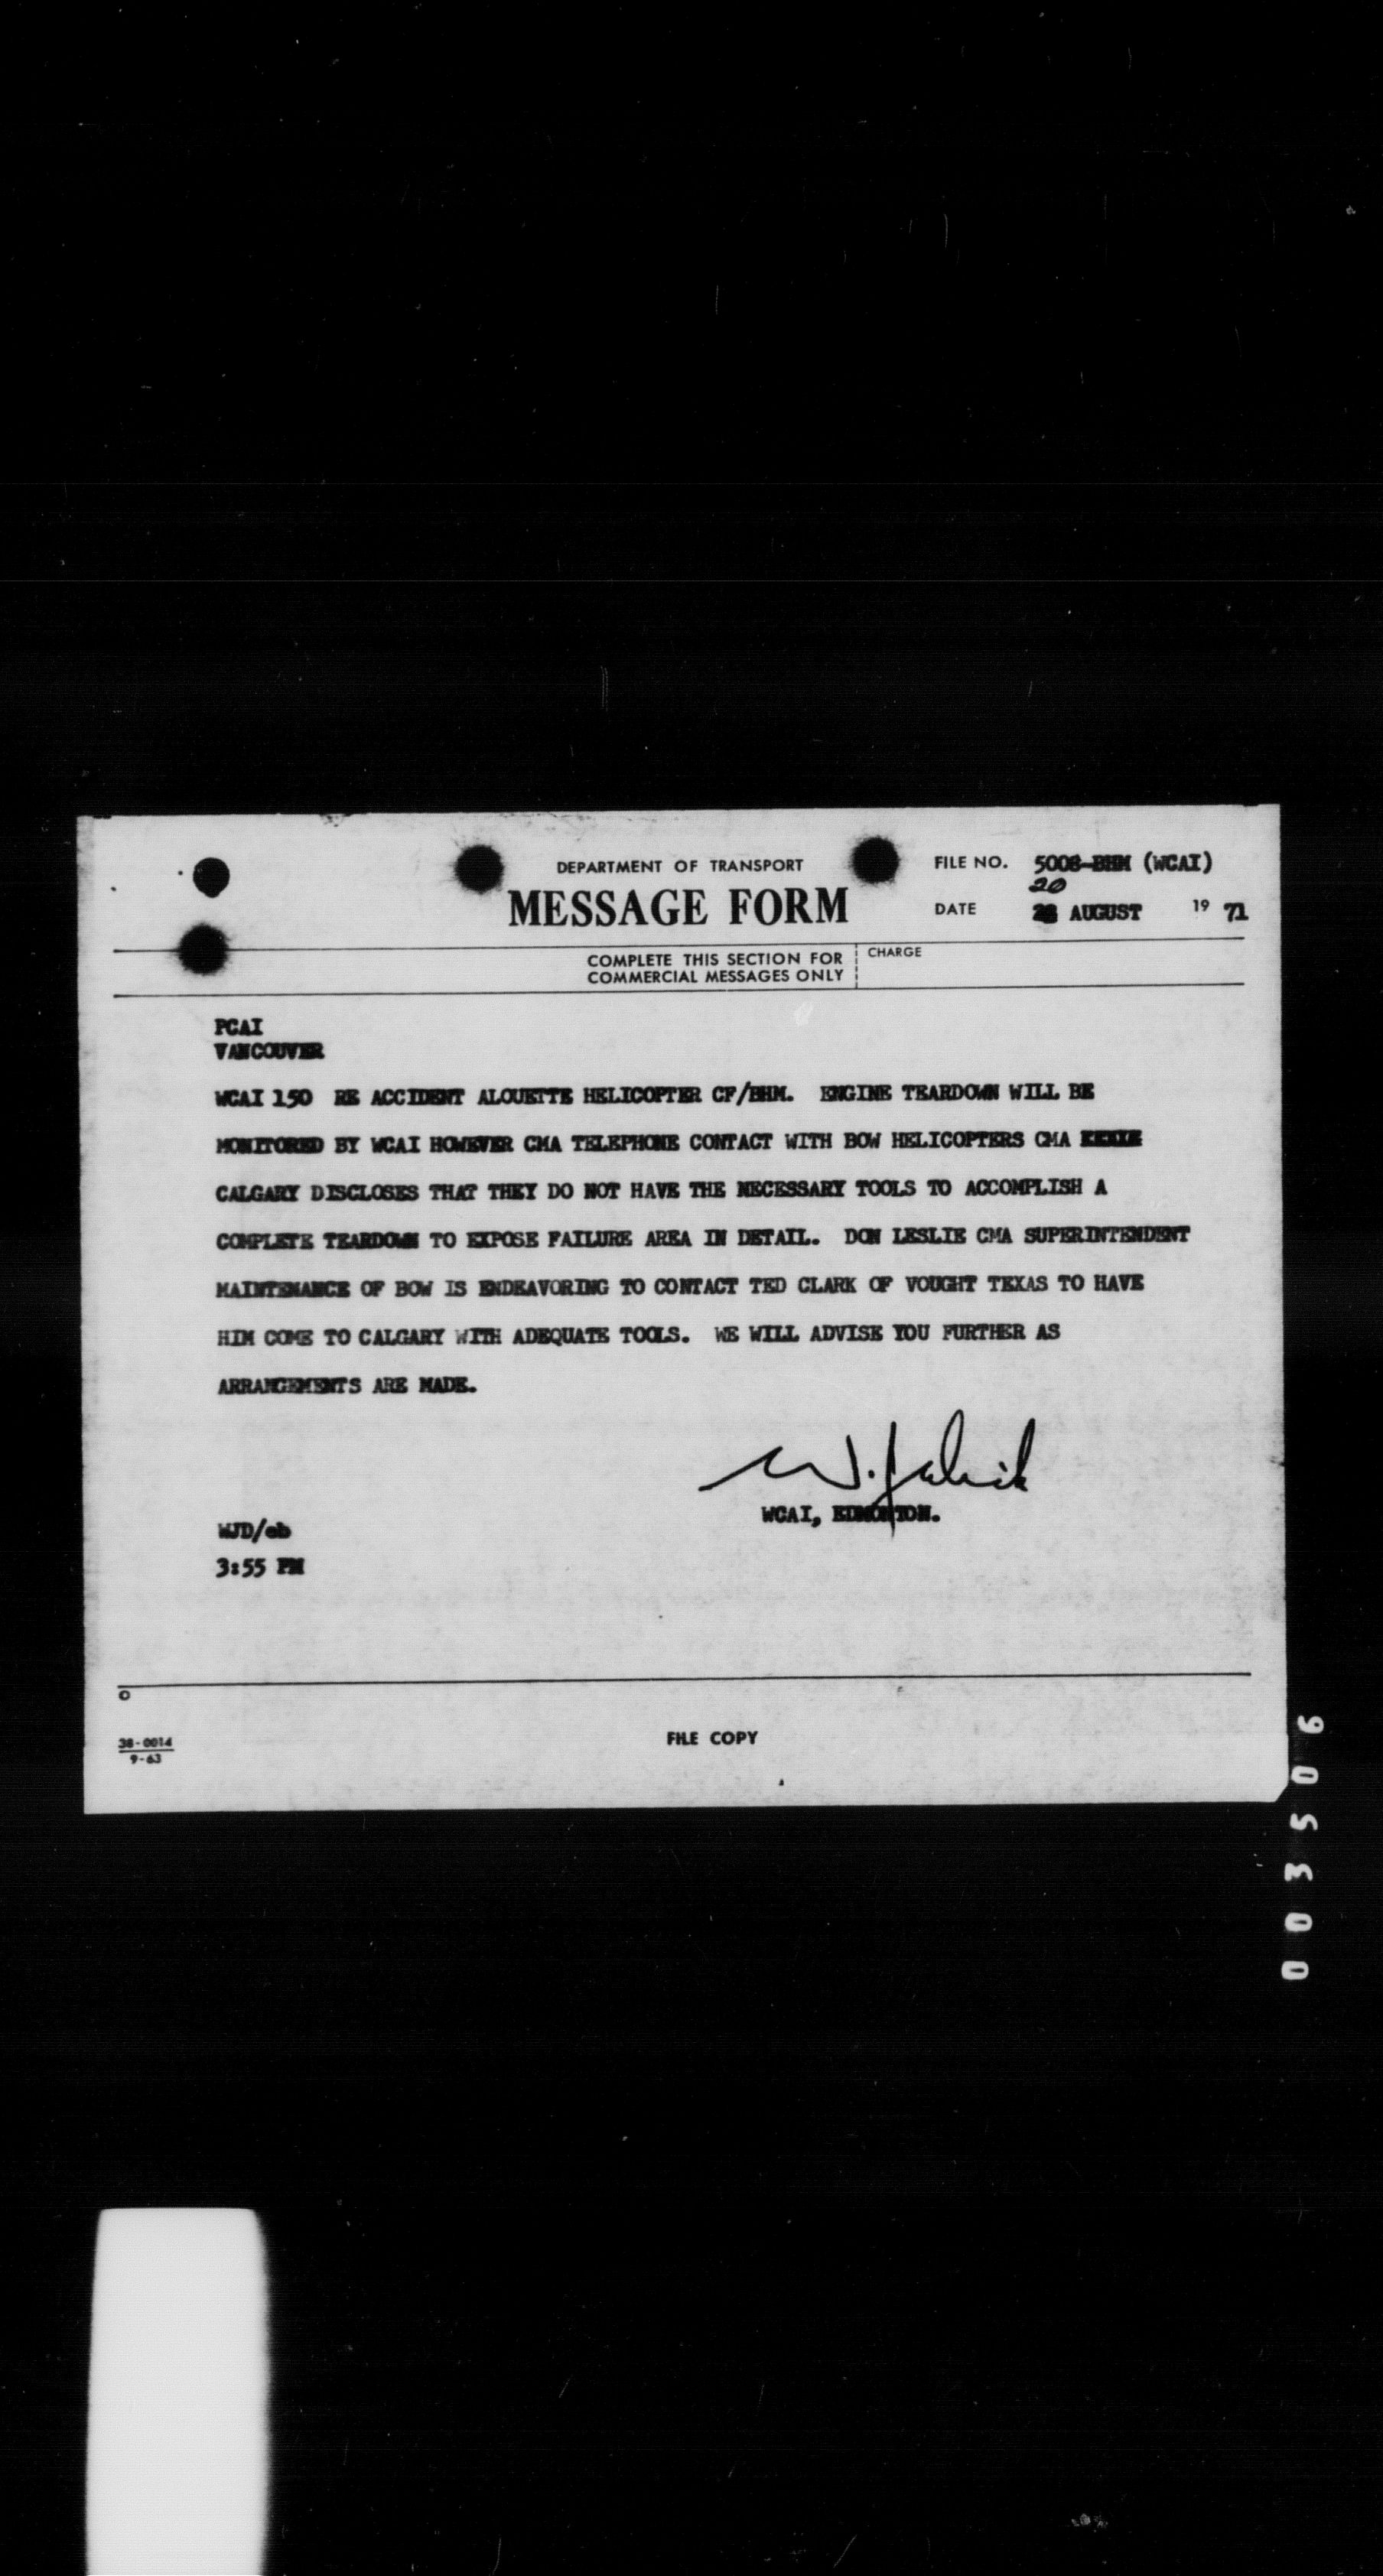 DEPARTMENT OF TRANSPORT
MESSAGE FORM
FILE NO. 5008-BHM (WCAI)
20
DATE AUGUST 19 71
COMPLETE THIS SECTION FOR
COMMERCIAL MESSAGES ONLY
CHARGE
PCAI
VANCOUVER
WCAI 150 RE ACCIDENT ALOUETTE HELICOPTER CF/BHM. ENGINE TEARDOWN WILL BE
MONITORED BY WCAI HOWEVER CMA TELEPHONE CONTACT WITH BOW HELICOPTERS CMA
CALGARY DISCLOSES THAT THEY DO NOT HAVE THE NECESSARY TOOLS TO ACCOMPLISH A
COMPLETE TEARDOWN TO EXPOSE FAILURE AREA IN DETAIL. DON LESLIE CMA SUPERINTENDENT
MAINTENANCE OF BOW IS ENDEAVORING TO CONTACT TED CLARK OF VOUGHT TEXAS TO HAVE
HIM COME TO CALGARY WITH ADEQUATE TOOLS. WE WILL ADVISE YOU FURTHER AS
ARRANGEMENTS ARE MADE.
WCAI, EDMONTON.
WJD/eb
3:55 PM
38-0014
9-63
FILE COPY
003506